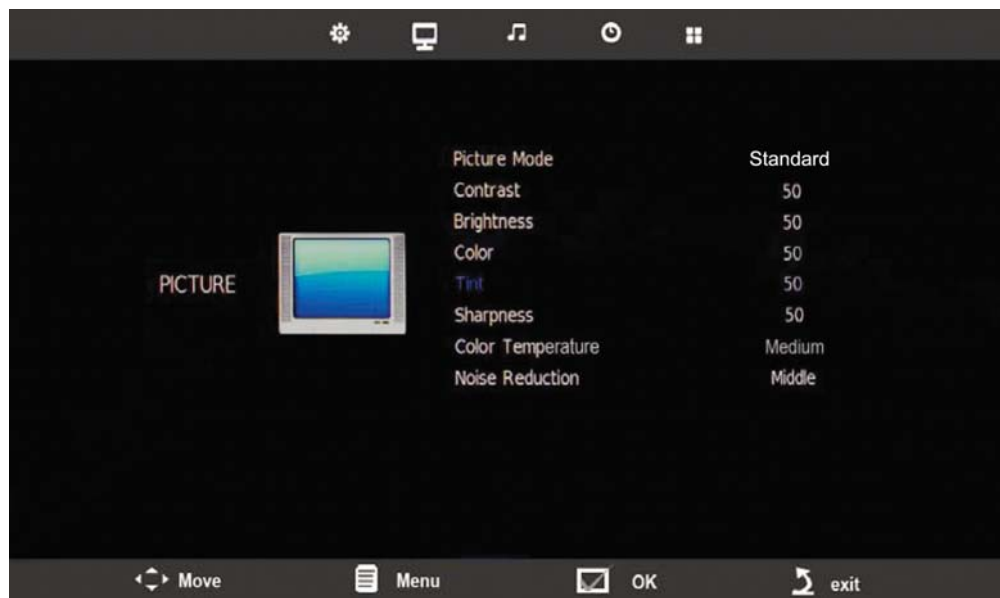 Picture Mode Standard
Contrast 50
Brightness 50
Color 50
PICTURE
Tint 50
Sharpness 50
Color Temperature Medium
Noise Reduction Middle
Move Menu OK exit